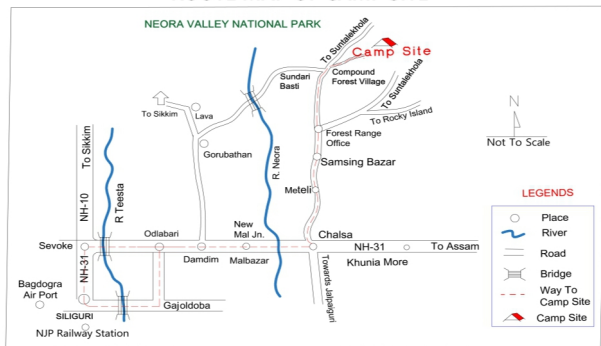 NEORA VALLEY NATIONAL PARK
To Suntalekhola
Camp Site
Compound
Forest Village
To Suntalekhola
Sundari
Basti
To Sikkim
Lava
To Rocky Island
Forest Range
Office
Gorubathan
R. Neora
Samsing Bazar
Meteli
N
Not To Scale
To Sikkim
NH-10
R Teesta
Sevoke
Odlabari
New
Mal Jn.
Chalsa
NH-31
To Assam
Damdim
Malbazar
Khunia More
NH-31
Towards Jalpaiguri
Bagdogra
Air Port
Gajoldoba
SILIGURI
NJP Railway Station
LEGENDS
Place
River
Road
Bridge
Way To
Camp Site
Camp Site